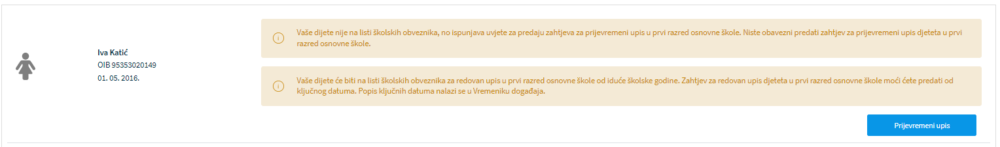 Iva Katić
OIB 95353020149
01. 05. 2016.
Vaše dijete nije na listi školskih obveznika, no ispunjava uvjete za predaju zahtjeva za prijevremeni upis u prvi razred osnovne škole. Niste obavezni predati zahtjev za prijevremeni upis djeteta u prvi
razred osnovne škole.
Vaše dijete će biti na listi školskih obveznika za redovan upis u prvi razred osnovne škole od iduće školske godine. Zahtjev za redovan upis djeteta u prvi razred osnovne škole moći ćete predati od
ključnog datuma. Popis ključnih datuma nalazi se u Vremeniku događaja.
Prijevremeni upis